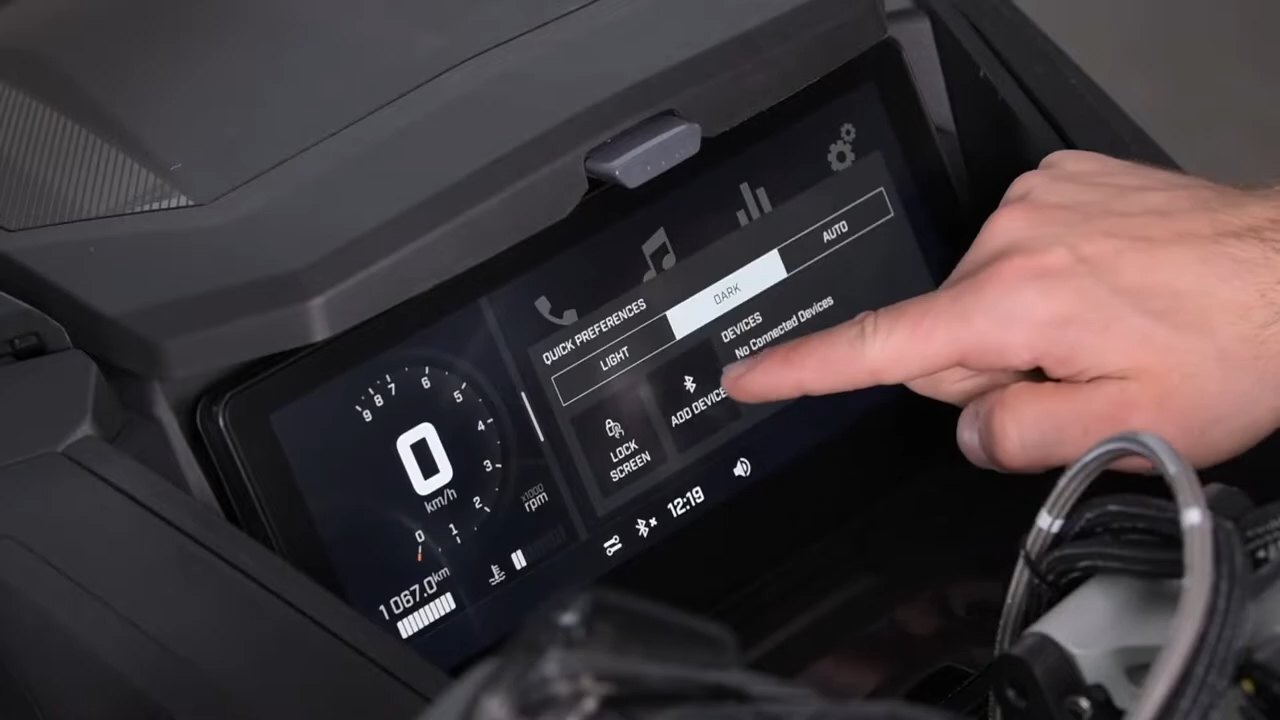 9
8
7
6
5
4
3
2
1
0
0
km/h
x1000
rpm
1 067.0km
QUICK PREFERENCES
LIGHT
DARK
AUTO
DEVICES
No Connected Devices
LOCK
SCREEN
ADD DEVICE
12:19